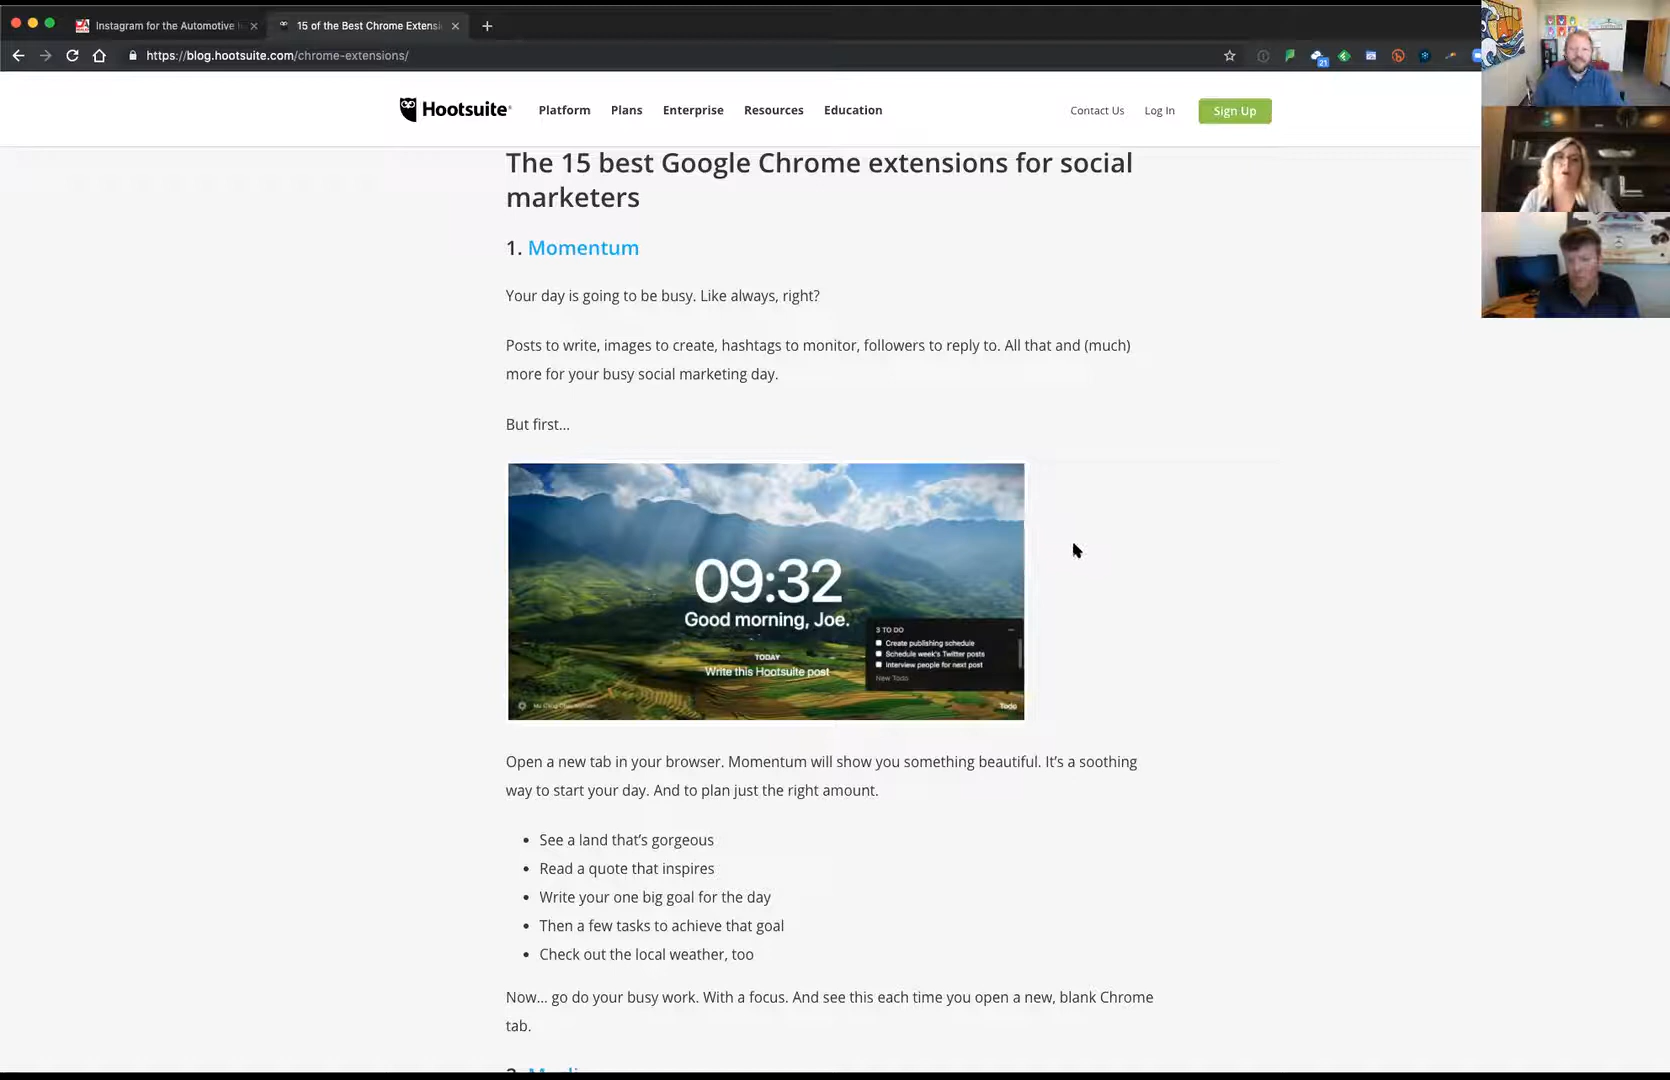 Instagram for the Automotive
15 of the Best Chrome Extensi
https://blog.hootsuite.com/chrome-extensions/
21
Hootsuite
Platform
Plans
Enterprise
Resources
Education
Contact Us
Log In
Sign Up
The 15 best Google Chrome extensions for social
marketers
1. Momentum
Your day is going to be busy. Like always, right?
Posts to write, images to create, hashtags to monitor, followers to reply to. All that and (much)
more for your busy social marketing day.
But first...
09:32
Good morning, Joe.
TODAY
Write this Hootsuite post
3 TO DO
Create publishing schedule
Schedule week's Twitter posts
Interview people for next post
New Todo
Todo
Open a new tab in your browser. Momentum will show you something beautiful. It's a soothing
way to start your day. And to plan just the right amount.
• See a land that's gorgeous
• Read a quote that inspires
• Write your one big goal for the day
• Then a few tasks to achieve that goal
• Check out the local weather, too
Now... go do your busy work. With a focus. And see this each time you open a new, blank Chrome
tab.